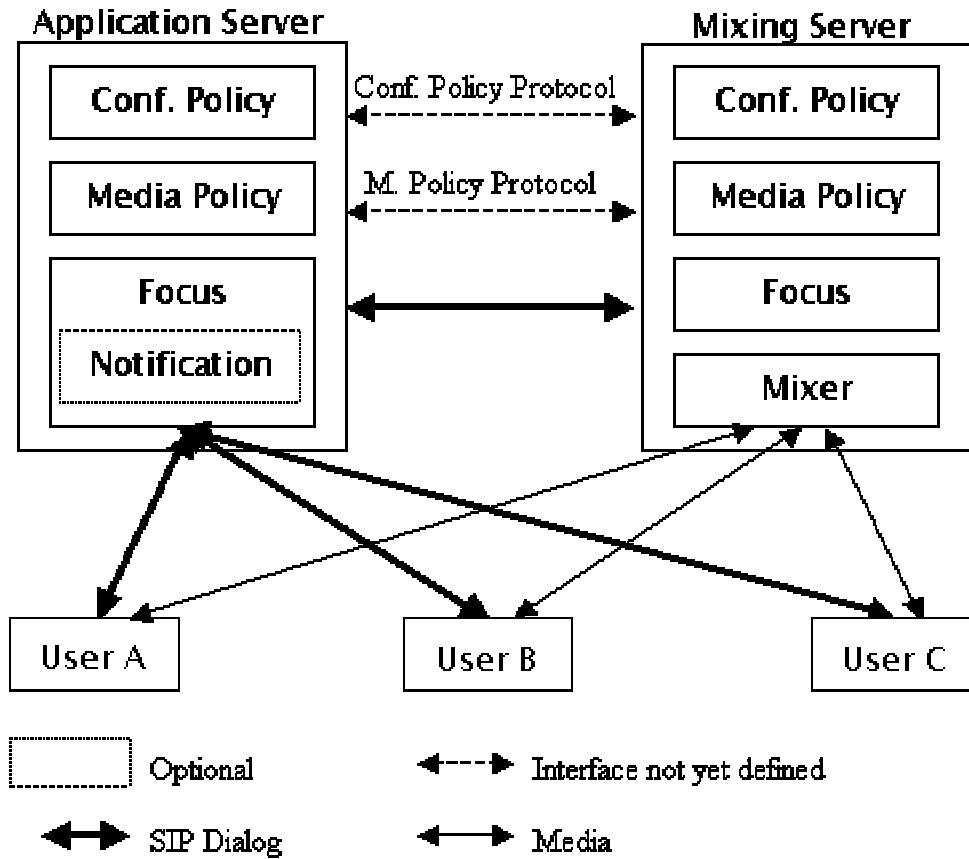 Application Server
Mixing Server
Conf. Policy
Conf. Policy Protocol
Conf. Policy
Media Policy
M. Policy Protocol
Media Policy
Focus
Focus
Notification
Mixer
User A
User B
User C
Optional
Interface not yet defined
SIP Dialog
Media